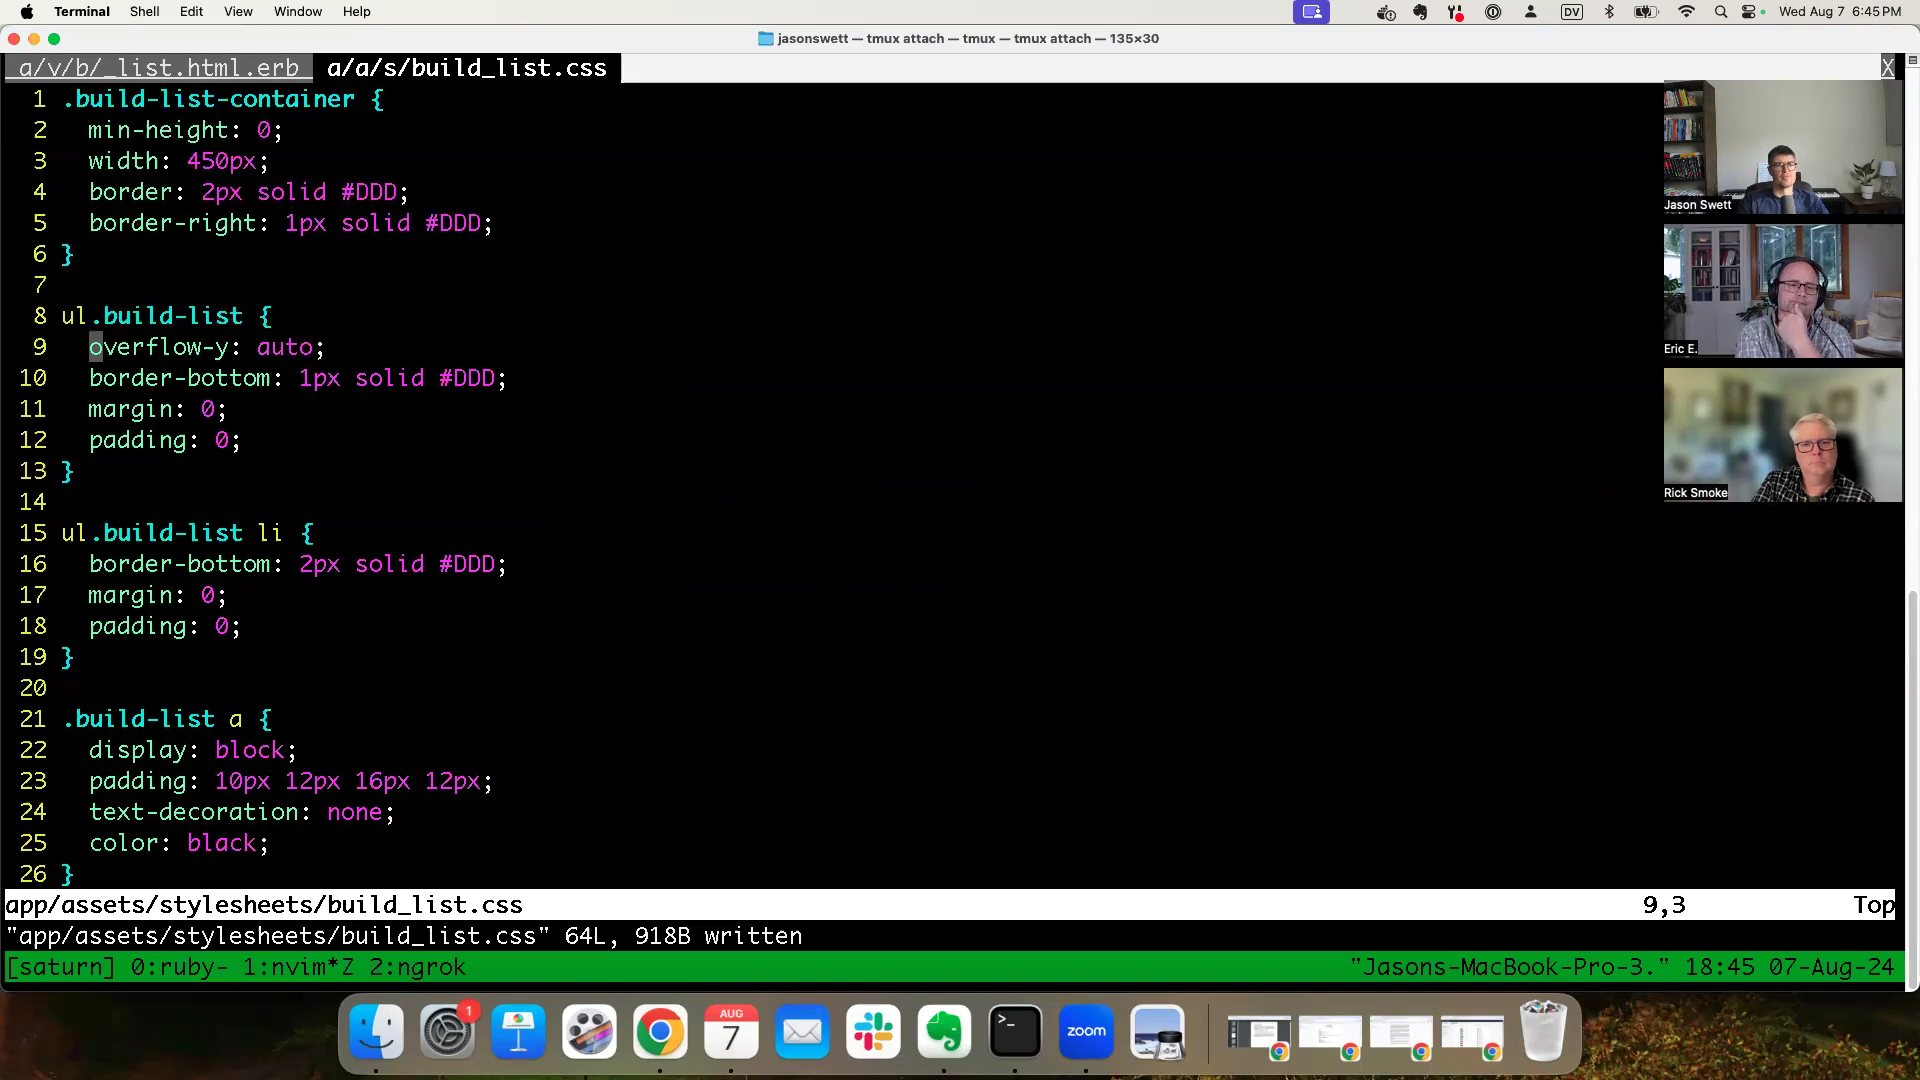 Terminal Shell Edit View Window Help DV Wed Aug 7 6:45 PM
jasonswett — tmux attach — tmux — tmux attach — 135×30
a/v/b/_list.html.erb a/a/s/build_list.css X
1 .build-list-container {
2 min-height: 0;
3 width: 450px;
4 border: 2px solid #DDD;
5 border-right: 1px solid #DDD;
6 }
7
8 ul.build-list {
9 overflow-y: auto;
10 border-bottom: 1px solid #DDD;
11 margin: 0;
12 padding: 0;
13 }
14
15 ul.build-list li {
16 border-bottom: 2px solid #DDD;
17 margin: 0;
18 padding: 0;
19 }
20
21 .build-list a {
22 display: block;
23 padding: 10px 12px 16px 12px;
24 text-decoration: none;
25 color: black;
26 }
app/assets/stylesheets/build_list.css 9,3 Top
"app/assets/stylesheets/build_list.css" 64L, 918B written
[saturn] 0:ruby- 1:nvim*Z 2:ngrok "Jasons-MacBook-Pro-3." 18:45 07-Aug-24
Jason Swett
Eric E.
Rick Smoke
1
AUG
7
>_
zoom